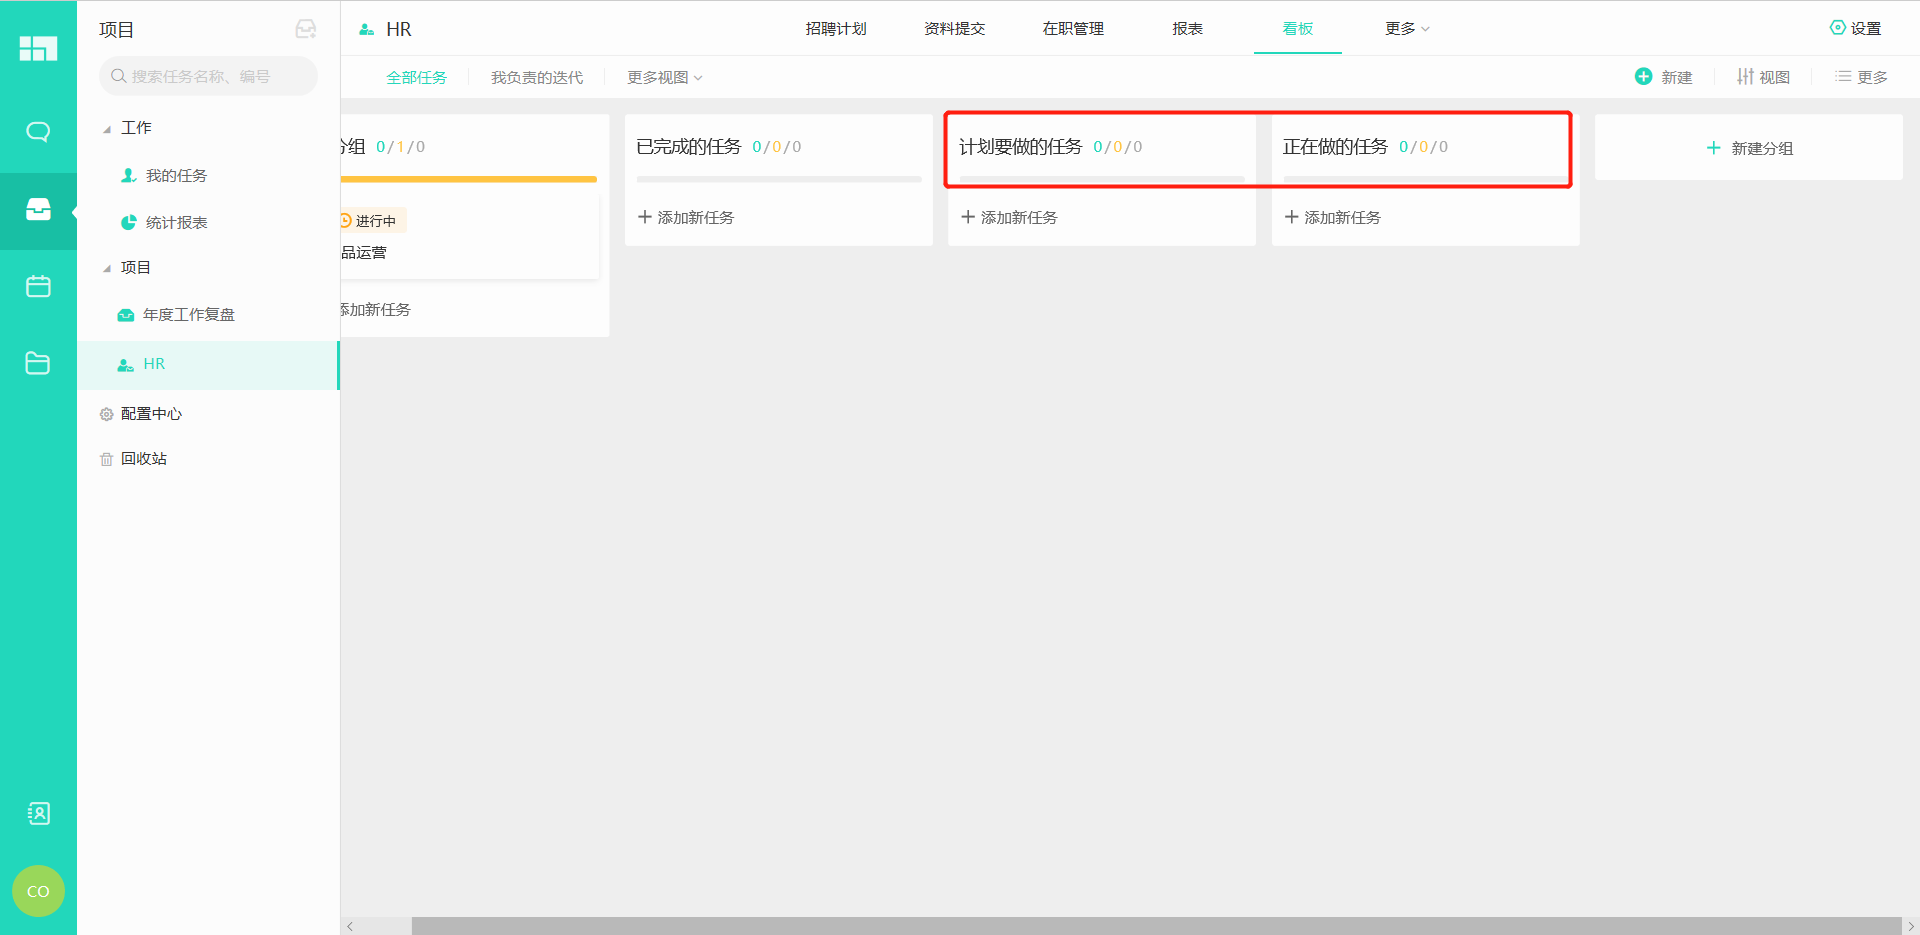 项目
搜索任务名称、编号
工作
我的任务
统计报表
项目
年度工作复盘
HR
配置中心
回收站
CO
HR
招聘计划
资料提交
在职管理
报表
看板
更多
设置
全部任务
我负责的迭代
更多视图
新建
视图
更多
分组 0/1/0
进行中
品运营
添加新任务
已完成的任务 0/0/0
添加新任务
计划要做的任务 0/0/0
添加新任务
正在做的任务 0/0/0
添加新任务
新建分组